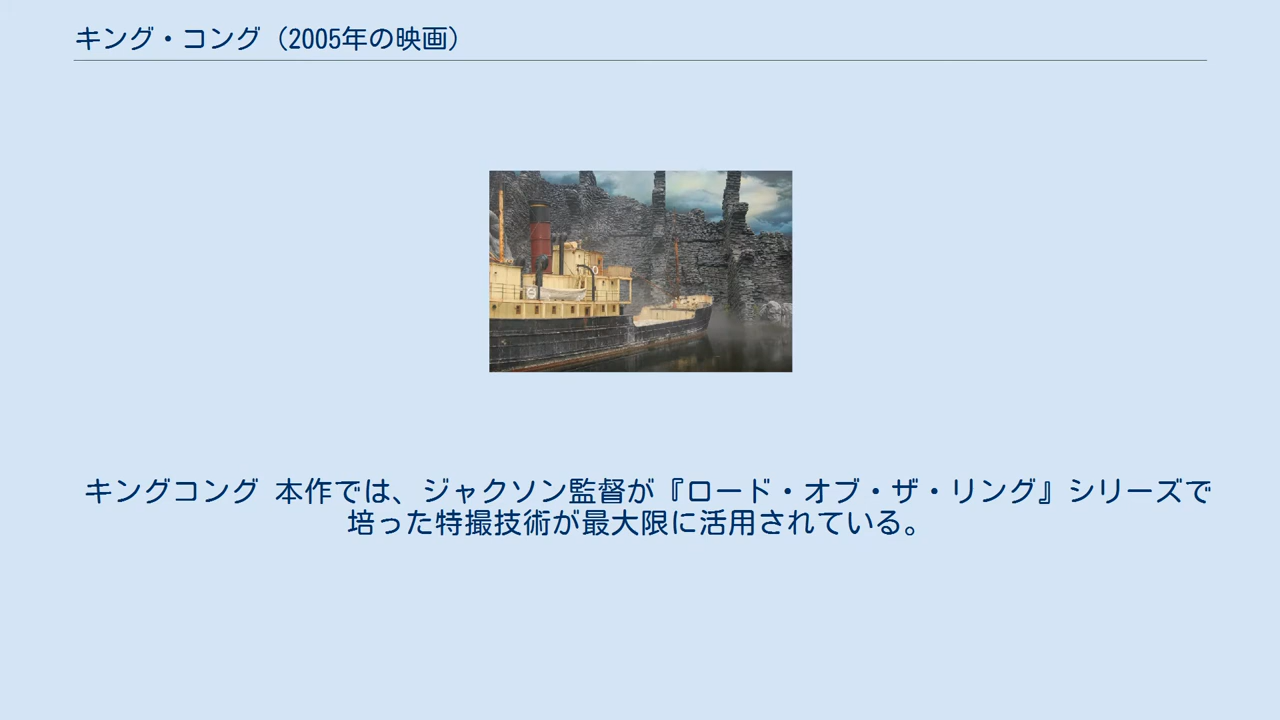 キング・コング（2005年の映画）
キングコング 本作では、ジャクソン監督が『ロード・オブ・ザ・リング』シリーズで
培った特撮技術が最大限に活用されている。